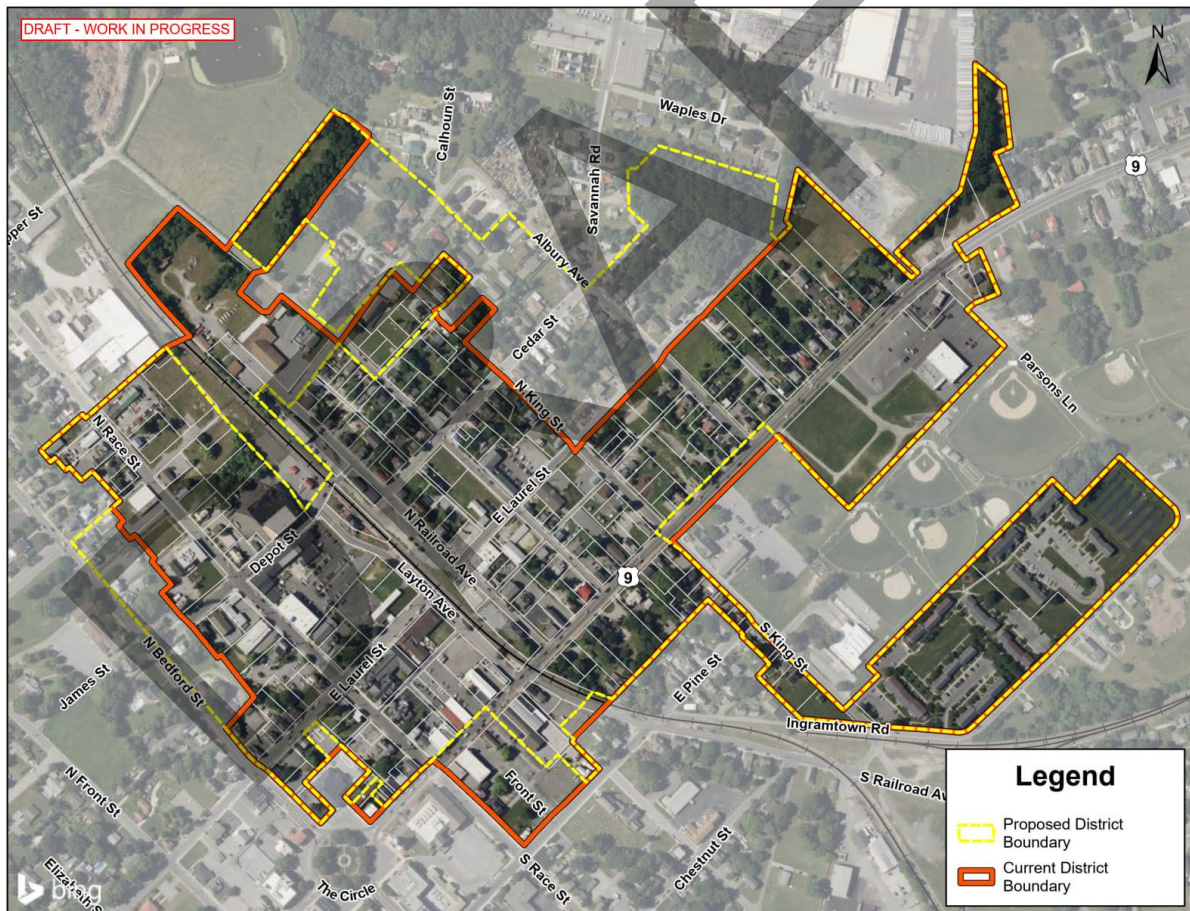 DRAFT - WORK IN PROGRESS
N
Calhoun St
Waples Dr
Savannah Rd
9
pper St
Albury Ave
Cedar St
N King St
Parsons Ln
N Race St
E Laurel St
N Railroad Ave
Depot St
Layton Ave
9
S King St
N Bedford St
E Laurel St
E Pine St
James St
Ingramtown Rd
N Front St
Front St
S Railroad Av
Chestnut St
S Race St
The Circle
Elizabeth S
bing
Legend
Proposed District
Boundary
Current District
Boundary
DRAFT